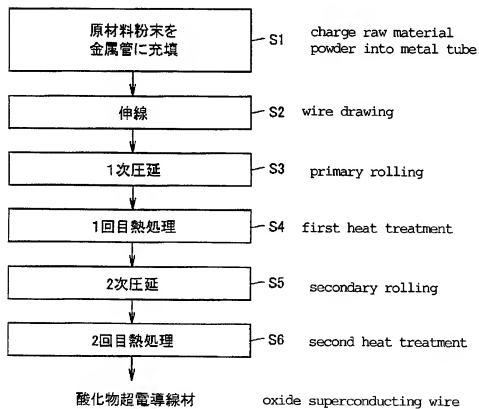 原材料粉末を
金属管に充填
S1
charge raw material
powder into metal tube
伸線
S2
wire drawing
1次圧延
S3
primary rolling
1回目熱処理
S4
first heat treatment
2次圧延
S5
secondary rolling
2回目熱処理
S6
second heat treatment
酸化物超電導線材
oxide superconducting wire